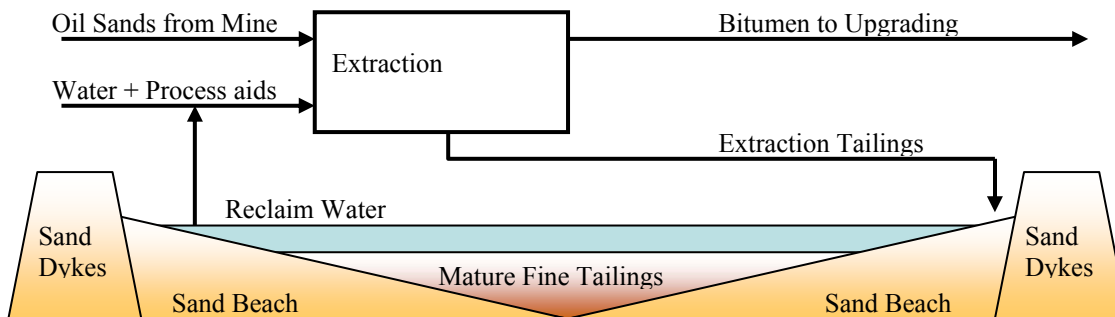 Oil Sands from Mine
Bitumen to Upgrading
Extraction
Water + Process aids
Extraction Tailings
Reclaim Water
Sand
Dykes
Sand
Dykes
Mature Fine Tailings
Sand Beach
Sand Beach